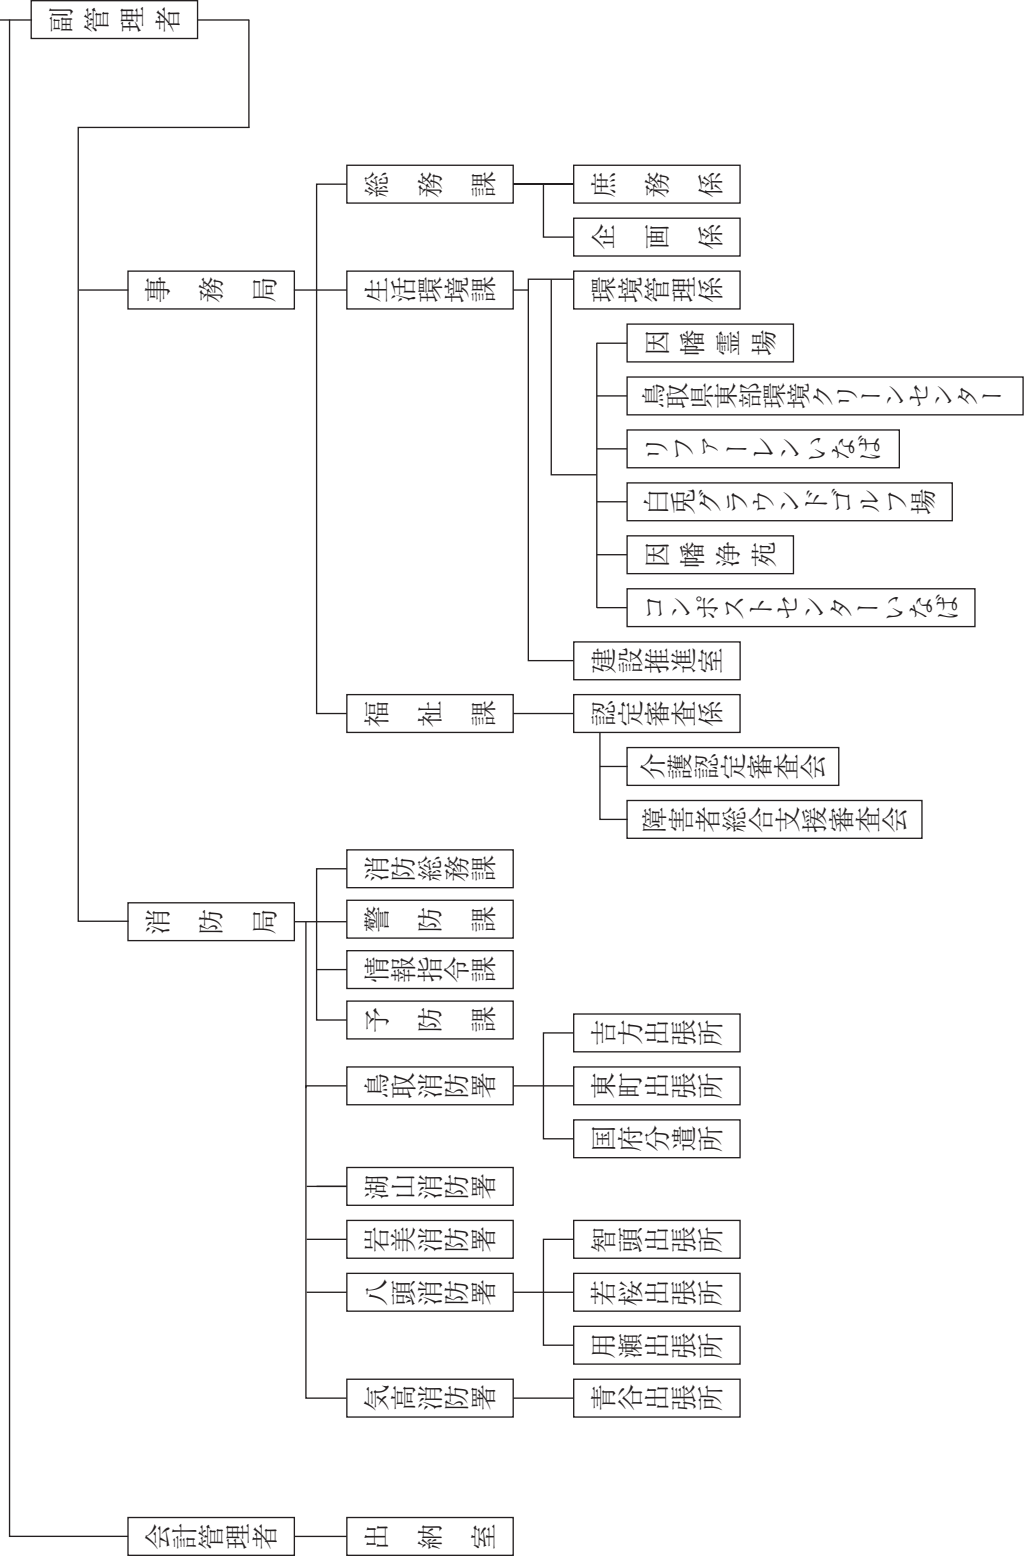 副管理者
事務局
総務課
庶務係
企画係
生活環境課
環境管理係
因幡霊場
鳥取県東部環境クリーンセンター
リファーレンいなば
白兎グラウンドゴルフ場
因幡浄苑
コンポストセンターいなば
建設推進室
福祉課
認定審査係
介護認定審査会
障害者総合支援審査会
消防局
消防総務課
警防課
情報指令課
予防課
鳥取消防署
吉方出張所
東町出張所
国府分遣所
湖山消防署
岩美消防署
八頭消防署
智頭出張所
若桜出張所
用瀬出張所
気高消防署
青谷出張所
会計管理者
出納室